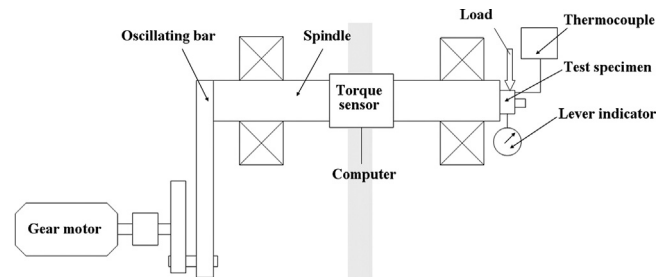 Load
Thermocouple
Oscillating bar
Spindle
Test specimen
Torque
sensor
Lever indicator
Computer
Gear motor